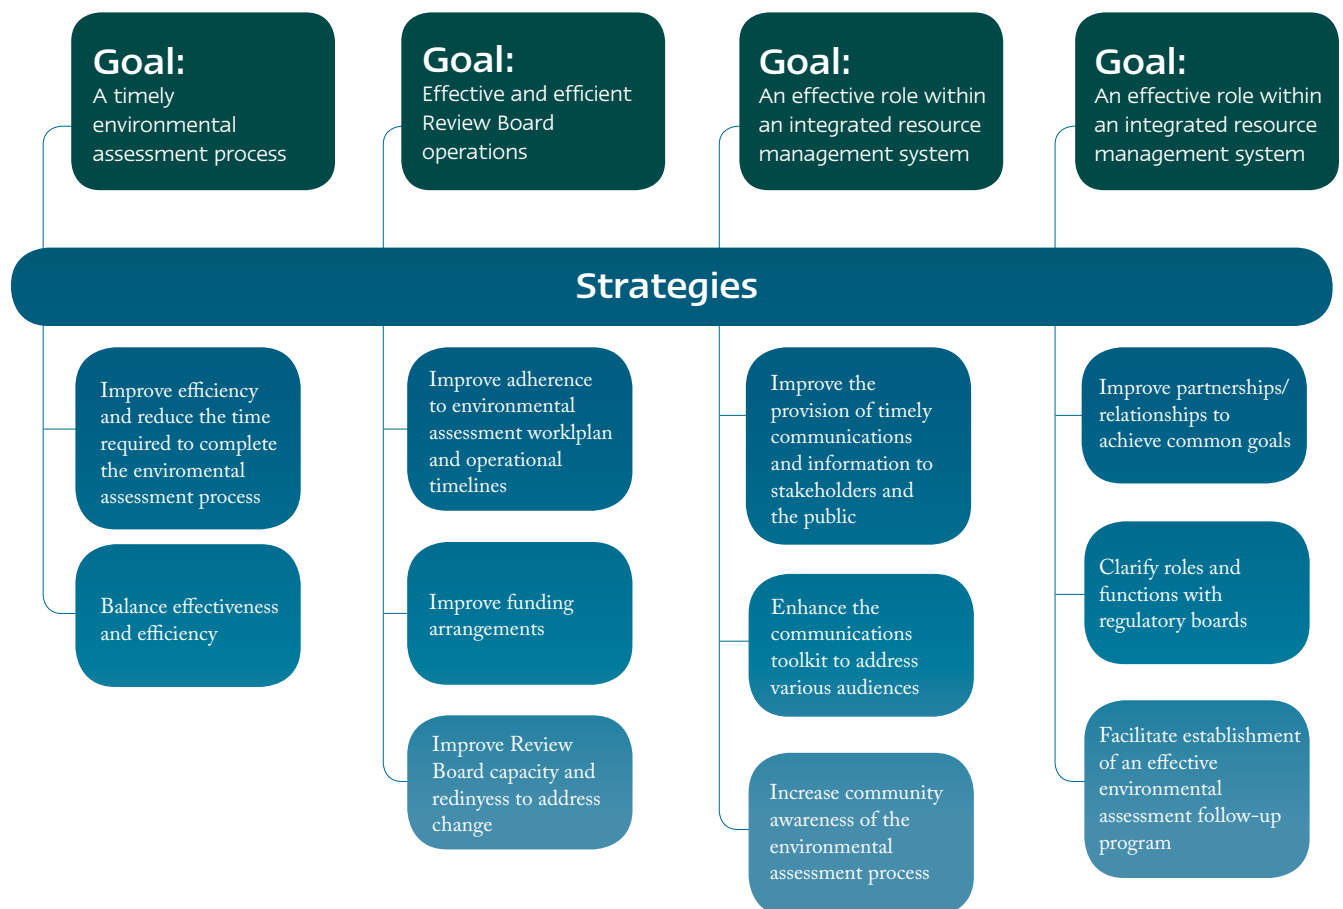 Goal:
A timely
environmental
assessment process
Goal:
Effective and efficient
Review Board
operations
Goal:
An effective role within
an integrated resource
management system
Goal:
An effective role within
an integrated resource
management system
Strategies
Improve efficiency
and reduce the time
required to complete
the enviromental
assessment process
Balance effectiveness
and efficiency
Improve adherence
to environmental
assessment worklplan
and operational
timelines
Improve funding
arrangements
Improve Review
Board capacity and
redinyess to address
change
Improve the
provision of timely
communications
and information to
stakeholders and
the public
Enhance the
communications
toolkit to address
various audiences
Increase community
awareness of the
environmental
assessment process
Improve partnerships/
relationships to
achieve common goals
Clarify roles and
functions with
regulatory boards
Facilitate establishment
of an effective
environmental
assessment follow-up
program